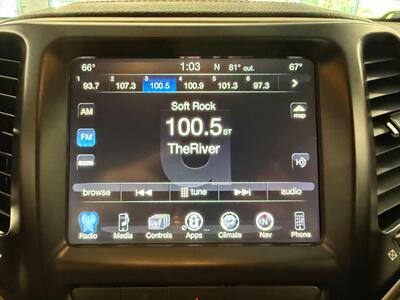 66° 1:03 N 81° out. 67°
1 2 3 4 5 6
93.7 107.3 100.5 100.9 101.3 97.3
AM Soft Rock map
FM 100.5 ST
SXM TheRiver
browse tune audio
Radio Media Controls Apps Climate Nav Phone